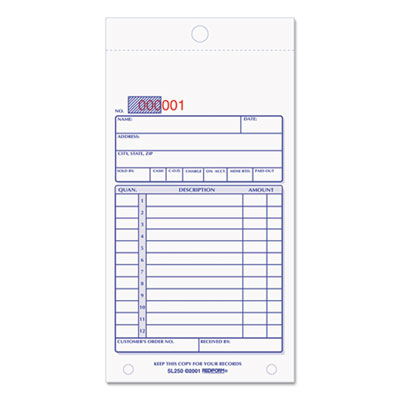 NO. 000001
NAME: DATE:
ADDRESS:
CITY, STATE, ZIP
SOLD BY: CASH C.O.D. CHARGE ON. ACCT. MDSE RTD. PAID OUT
QUAN. DESCRIPTION AMOUNT
1
2
3
4
5
6
7
8
9
10
11
12
CUSTOMER'S ORDER NO. RECEIVED BY:
KEEP THIS COPY FOR YOUR RECORDS
5L250 REDIFORM®